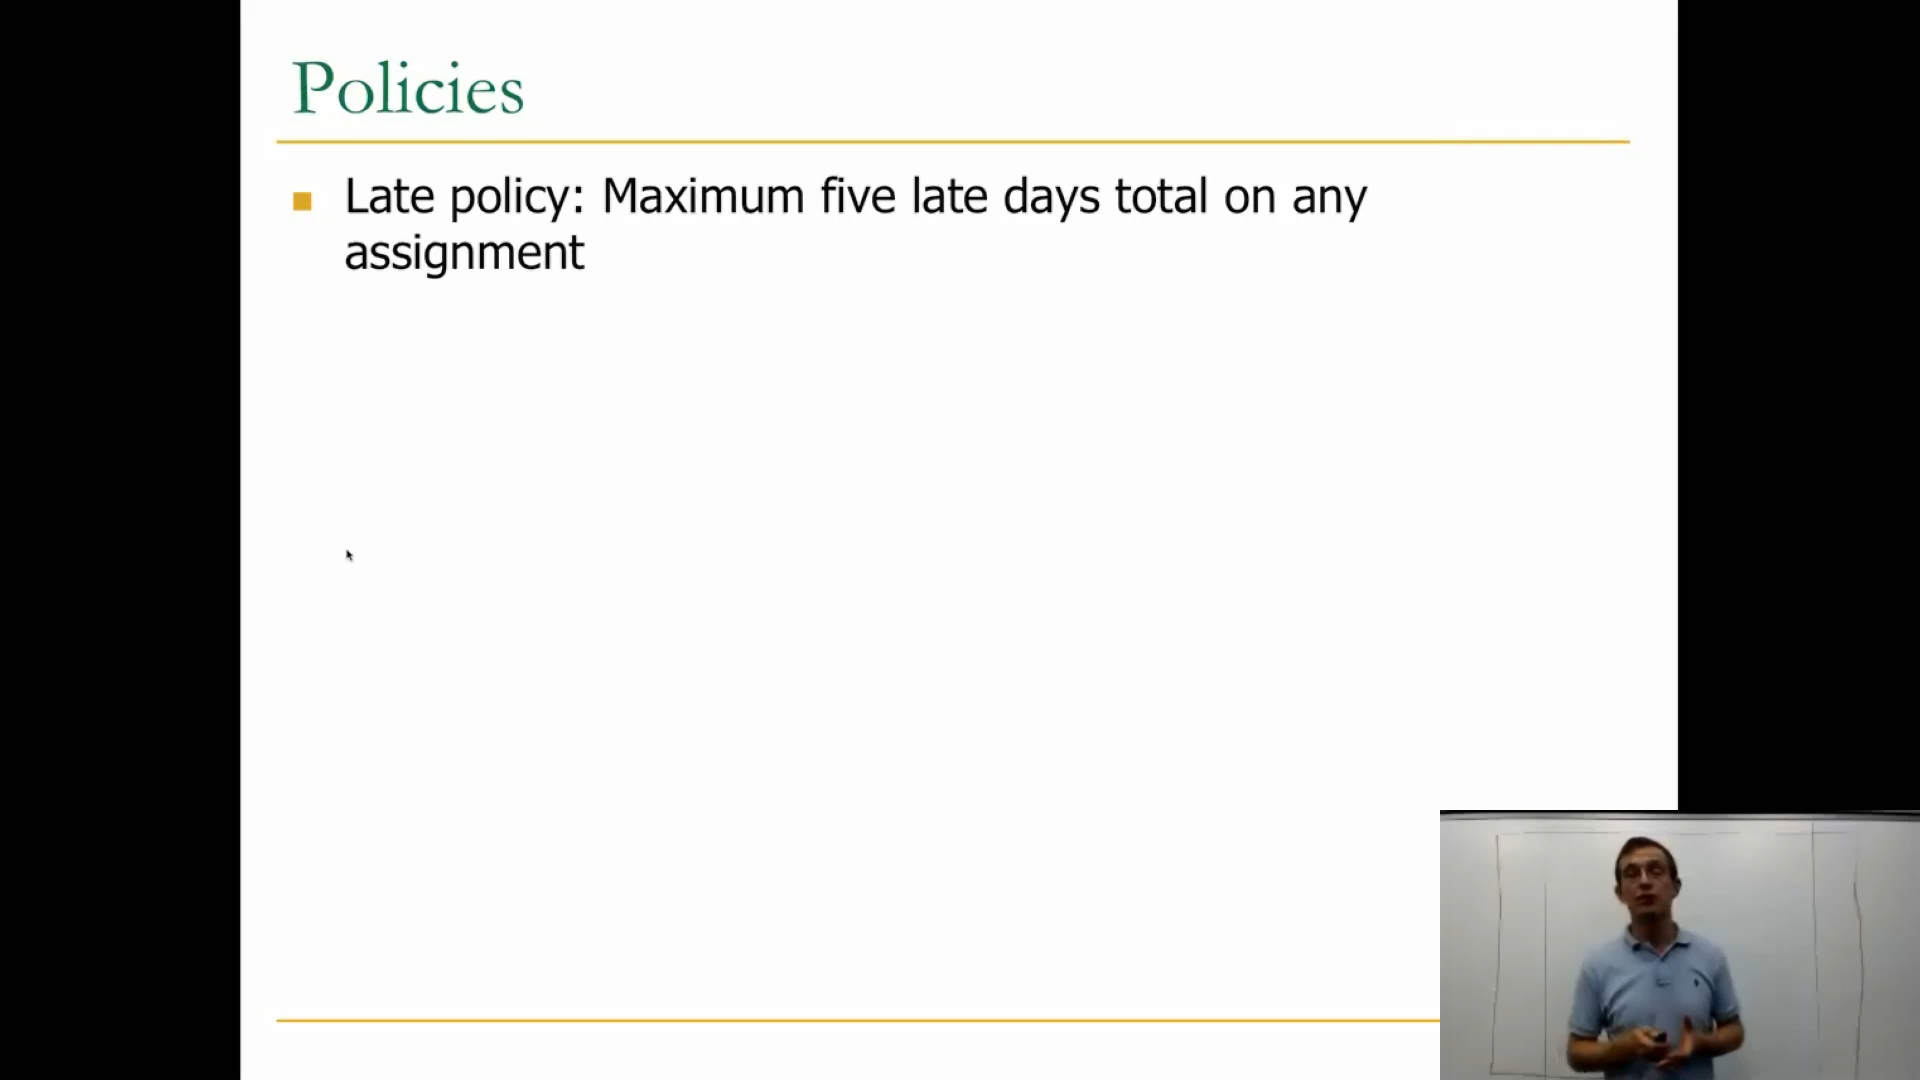 Policies
Late policy: Maximum five late days total on any
assignment